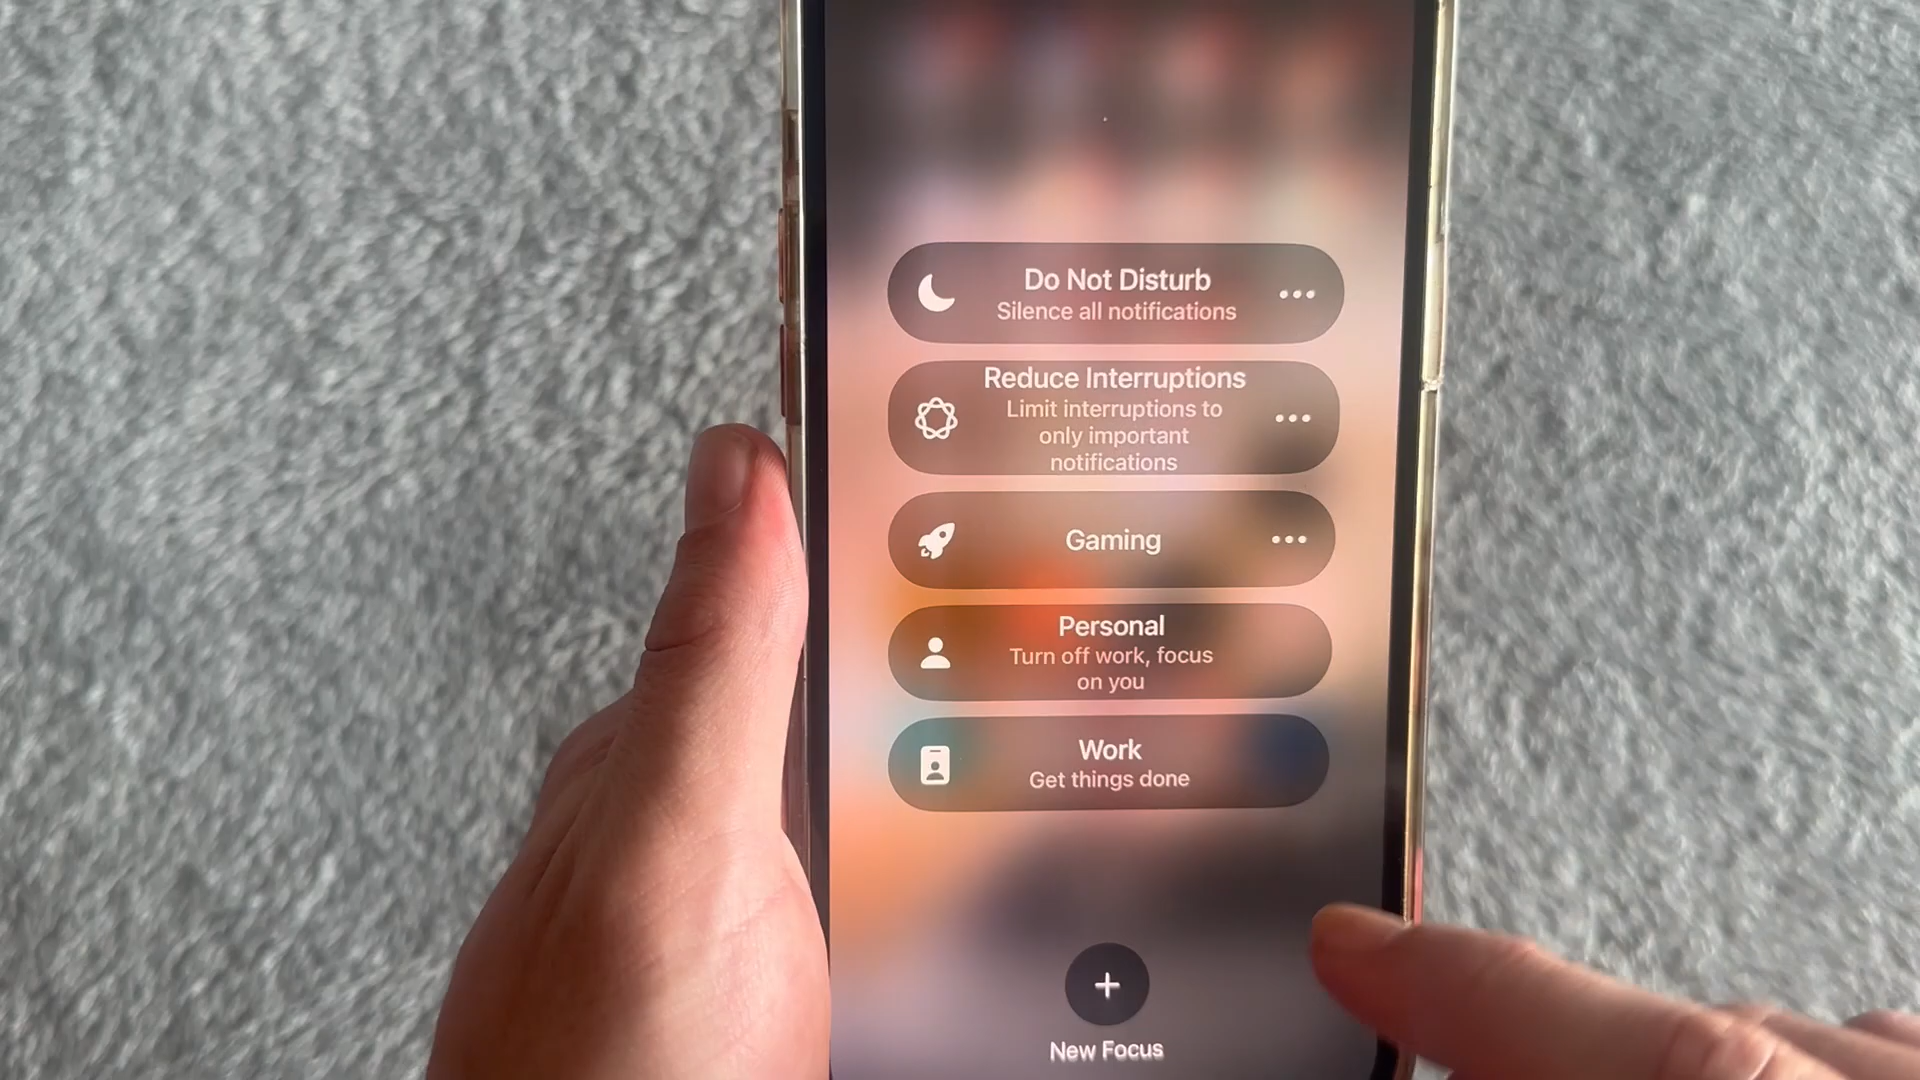 Do Not Disturb
Silence all notifications
Reduce Interruptions
Limit interruptions to
only important
notifications
Gaming
Personal
Turn off work, focus
on you
Work
Get things done
New Focus